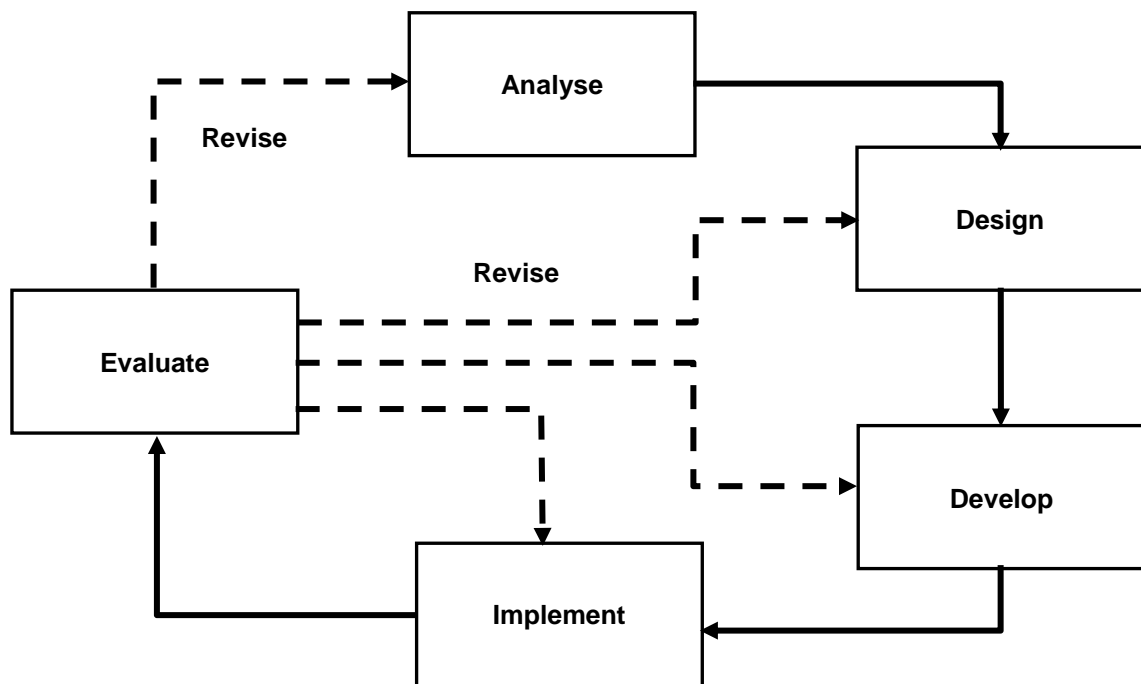 Analyse
Revise
Design
Revise
Evaluate
Develop
Implement